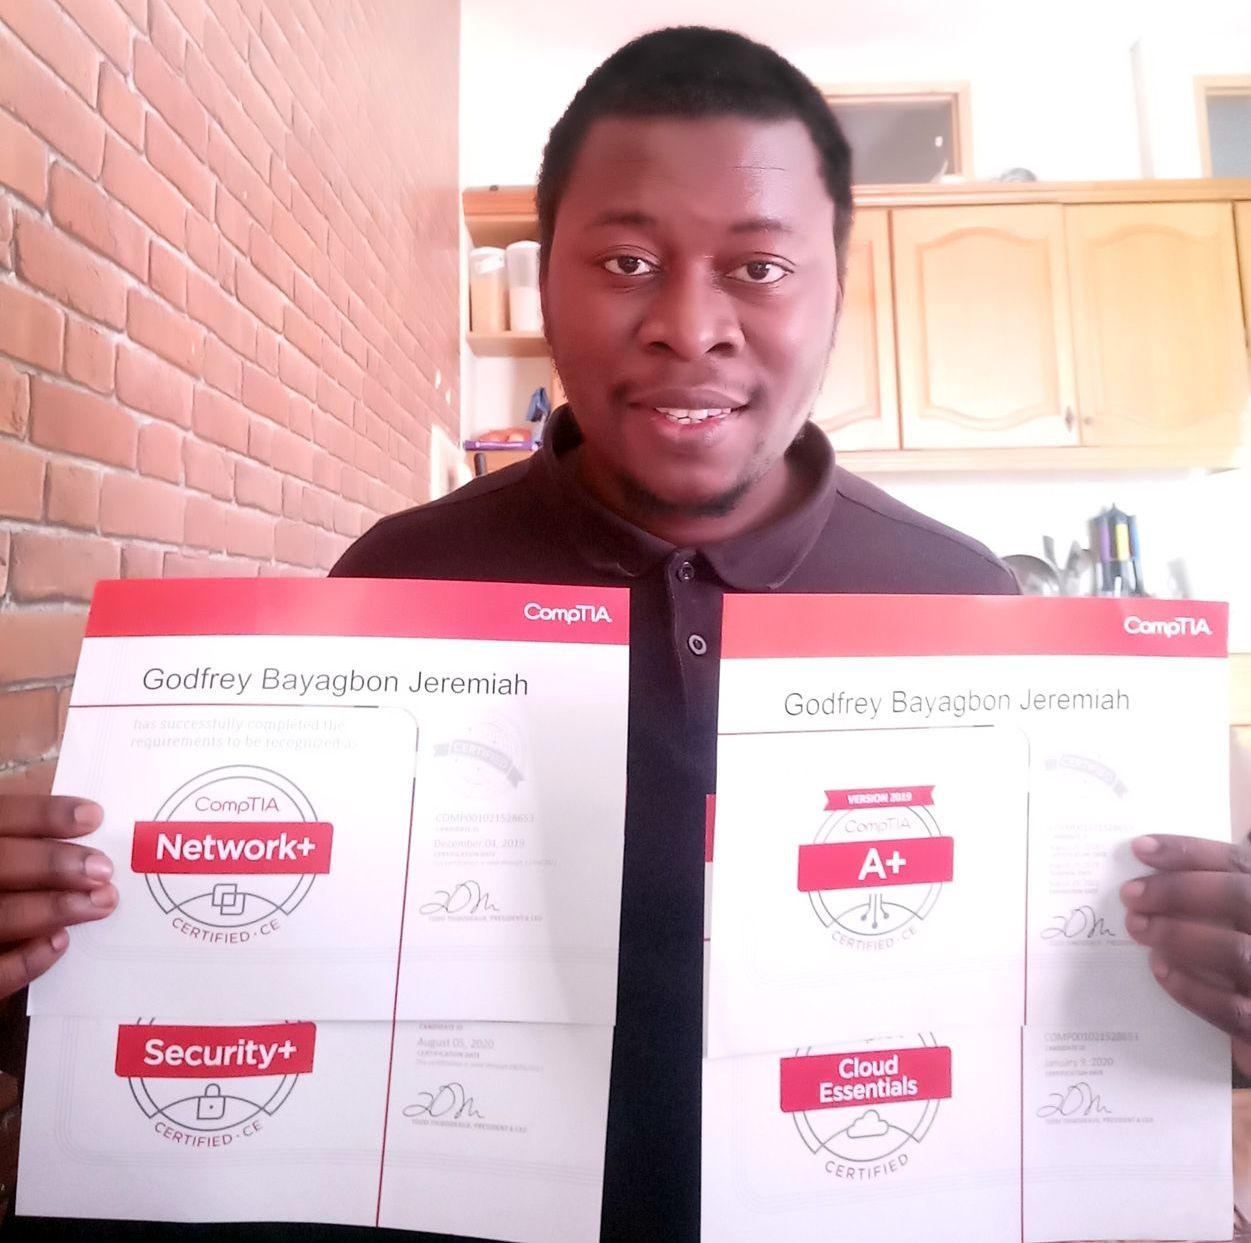 CompTIA
Godfrey Bayagbon Jeremiah
has successfully completed the
requirements to be recognized as
CompTIA
Network+
CERTIFIED · CE
CERTIFIED
COMP001021528653
CANDIDATE ID
December 04, 2019
CERTIFICATION DATE
TODD THIBODEAUX, PRESIDENT & CEO
Security+
CERTIFIED · CE
CANDIDATE ID
August 05, 2020
CERTIFICATION DATE
TODD THIBODEAUX, PRESIDENT & CEO
CompTIA
Godfrey Bayagbon Jeremiah
VERSION 2019
CompTIA
A+
CERTIFIED · CE
CERTIFIED
Cloud
Essentials
CERTIFIED
COMP001021528653
CANDIDATE ID
January 9, 2020
CERTIFICATION DATE
TODD THIBODEAUX, PRESIDENT & CEO